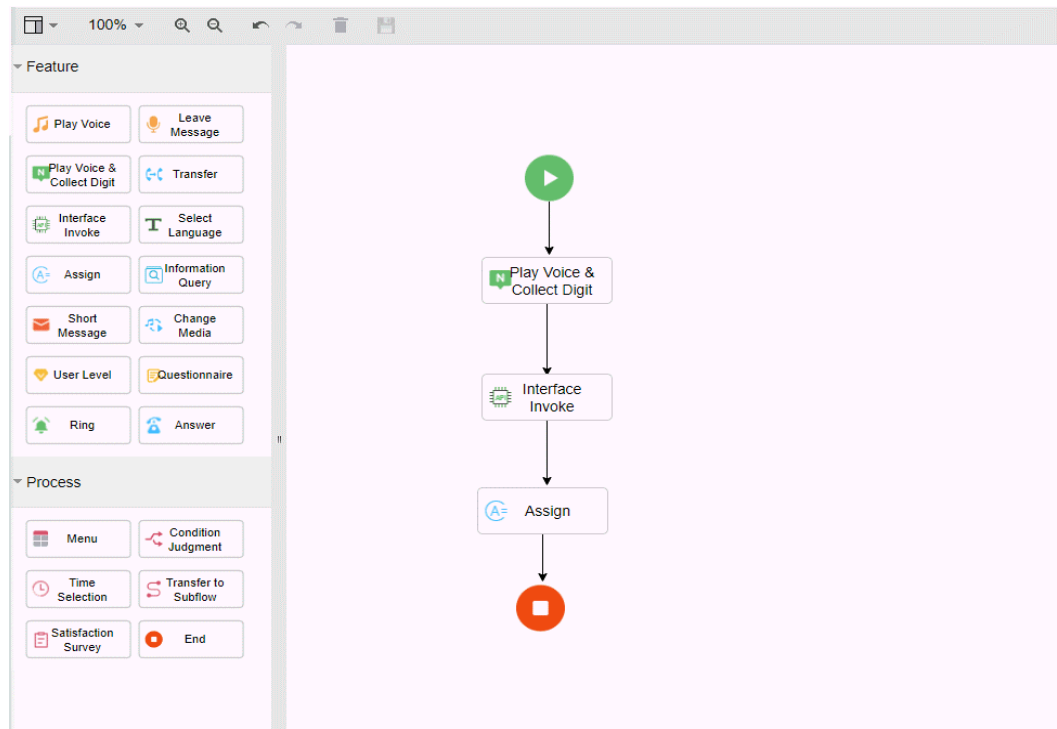 100%
Feature
Play Voice
Leave
Message
N
Play Voice &
Collect Digit
Transfer
API
Interface
Invoke
T
Select
Language
A=
Assign
Information
Query
Short
Message
Change
Media
User Level
Questionnaire
Ring
Answer
Process
Menu
Condition
Judgment
Time
Selection
Transfer to
Subflow
Satisfaction
Survey
End
N
Play Voice &
Collect Digit
API
Interface
Invoke
A=
Assign